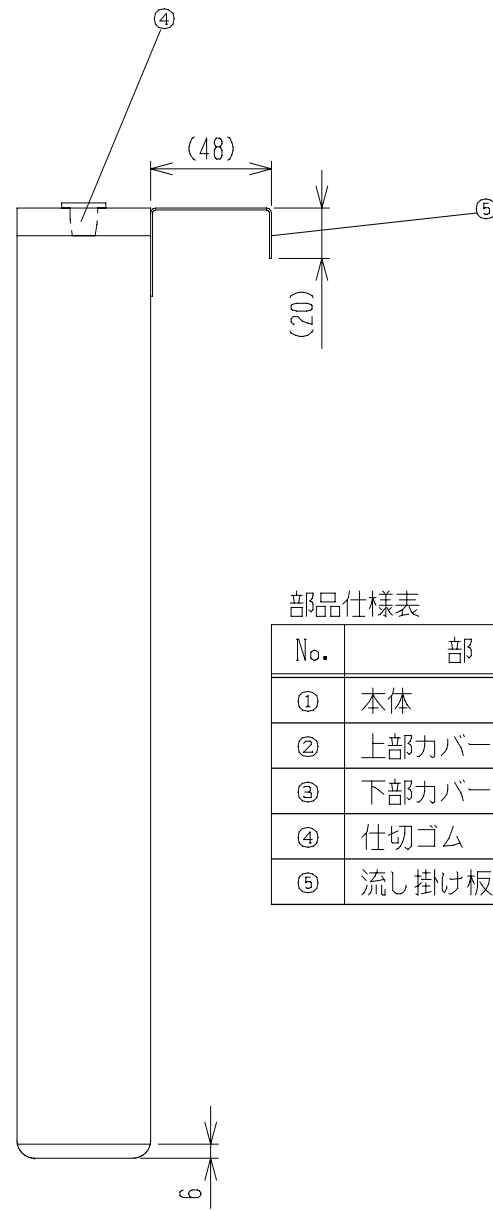 ④
(48)
⑤
(20)
部品仕様表
No. 部
① 本体
② 上部カバー
③ 下部カバー
④ 仕切ゴム
⑤ 流し掛け板
6